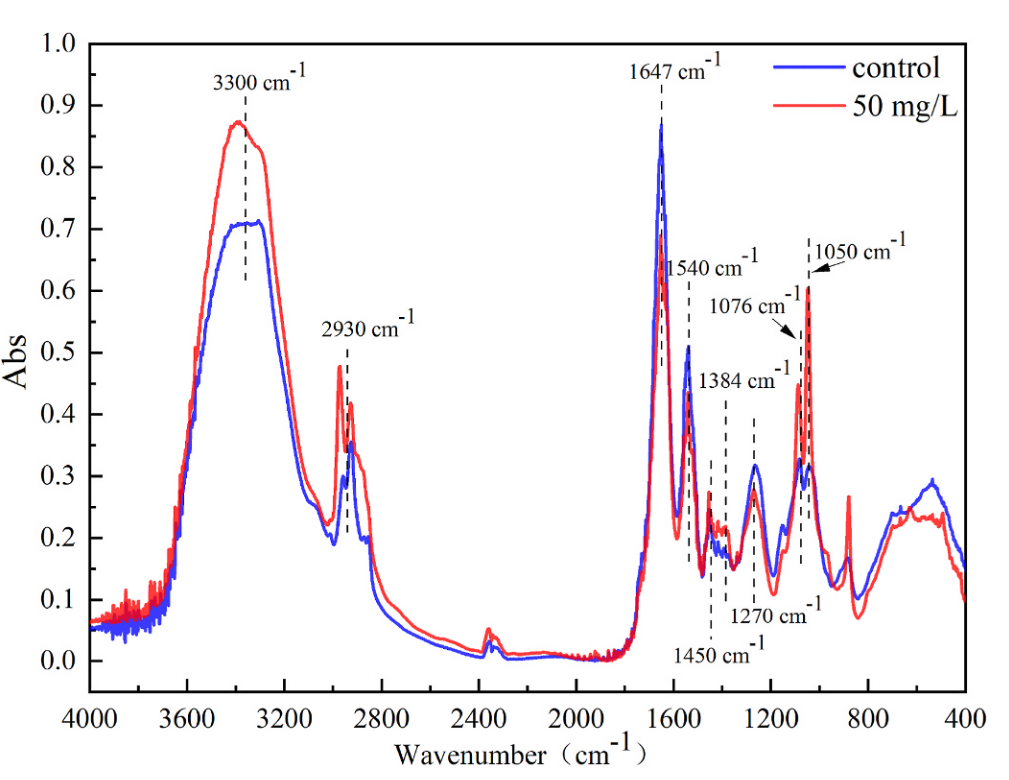 1.0
0.9
0.8
0.7
0.6
0.5
0.4
0.3
0.2
0.1
0.0
Abs
3300 cm-1
2930 cm-1
1647 cm-1
1540 cm-1
1050 cm-1
1076 cm-1
1384 cm-1
1270 cm-1
1450 cm-1
control
50 mg/L
4000 3600 3200 2800 2400 2000 1600 1200 800 400
Wavenumber（cm-1）